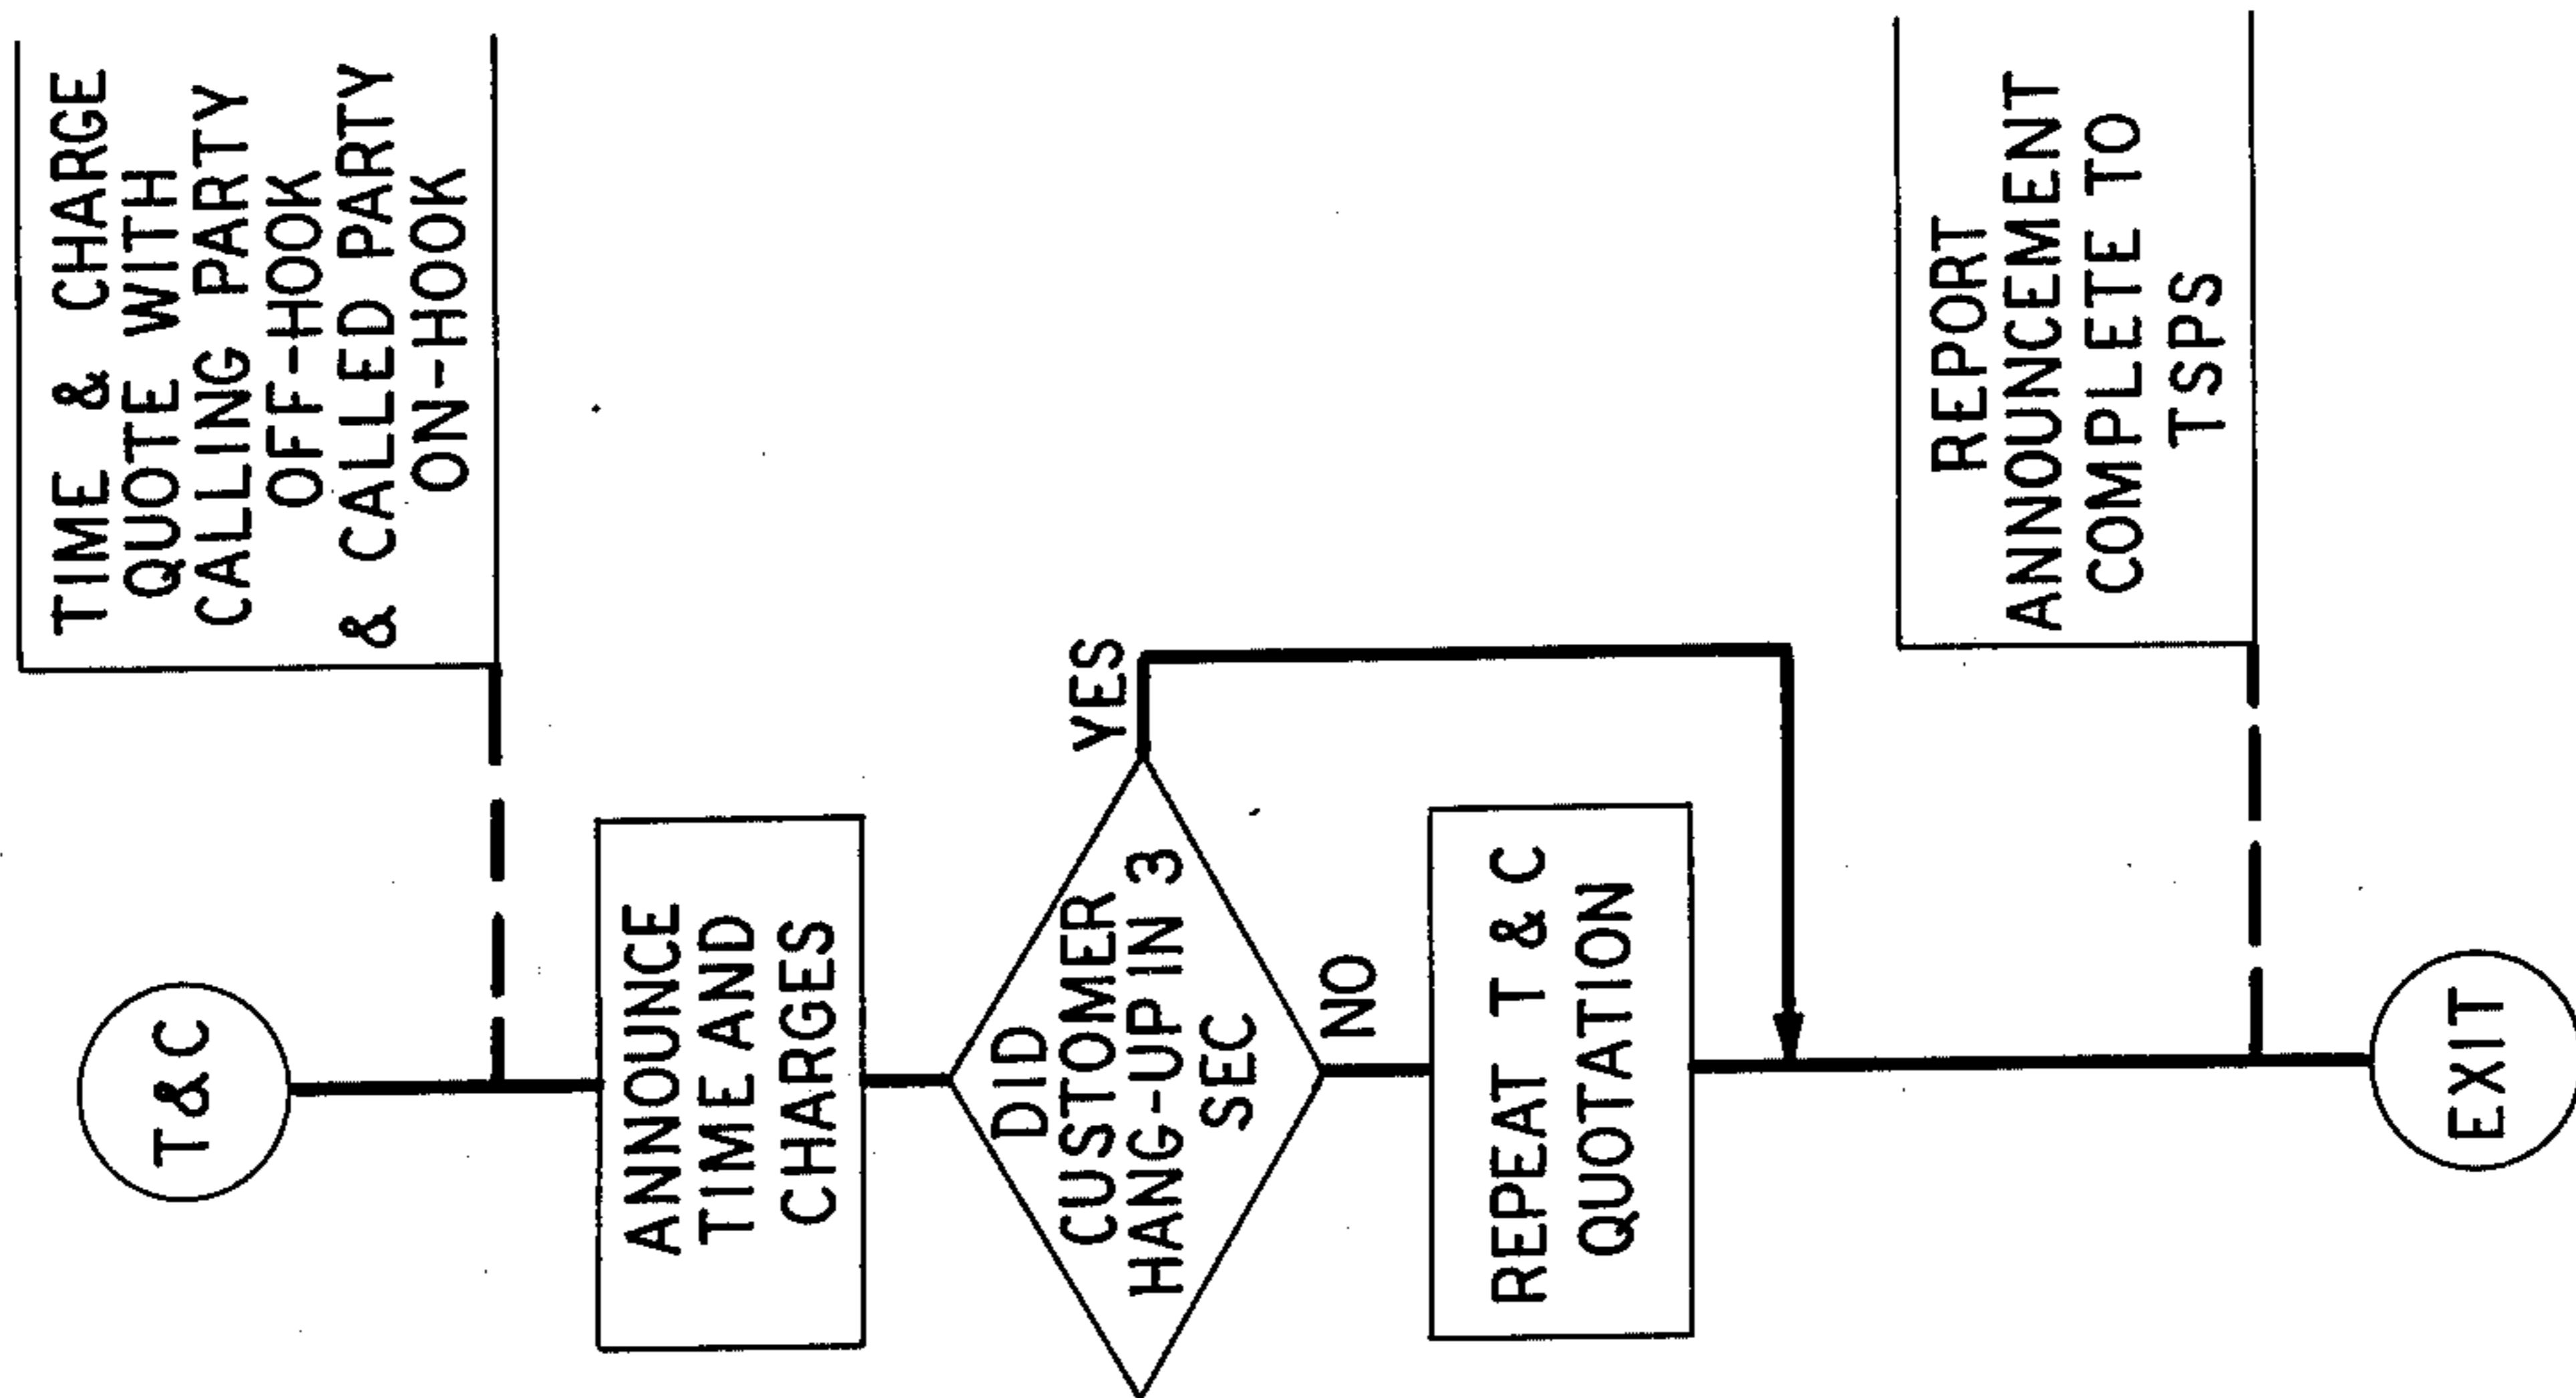 T&C
TIME & CHARGE
QUOTE WITH
CALLING PARTY
OFF-HOOK
& CALLED PARTY
ON-HOOK
ANNOUNCE
TIME AND
CHARGES
DID
CUSTOMER
HANG-UP IN 3
SEC
YES
NO
REPEAT T & C
QUOTATION
REPORT
ANNOUNCEMENT
COMPLETE TO
TSPS
EXIT